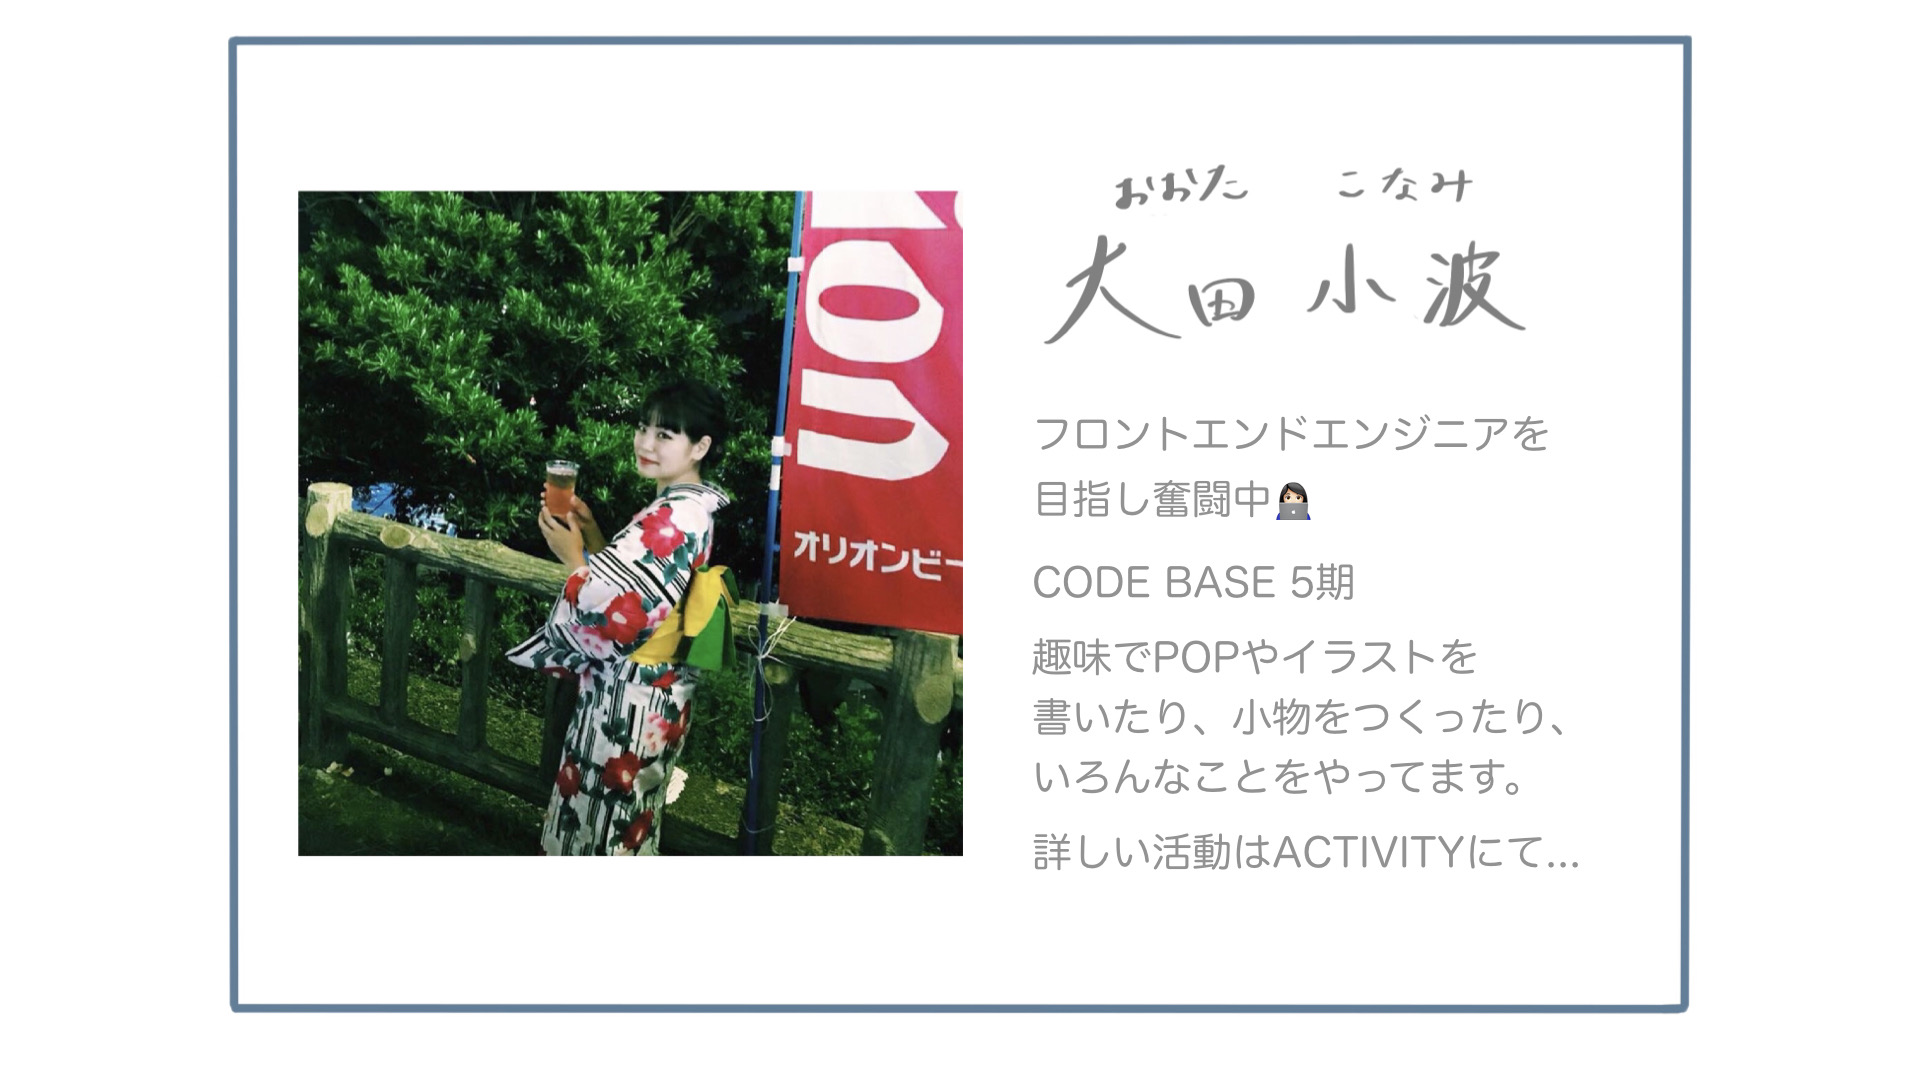 ion
オリオンビー
おおた こなみ
大田 小波
フロントエンドエンジニアを
目指し奮闘中👩🏻‍💻
CODE BASE 5期
趣味でPOPやイラストを
書いたり、小物をつくったり、
いろんなことをやってます。
詳しい活動はACTIVITYにて...